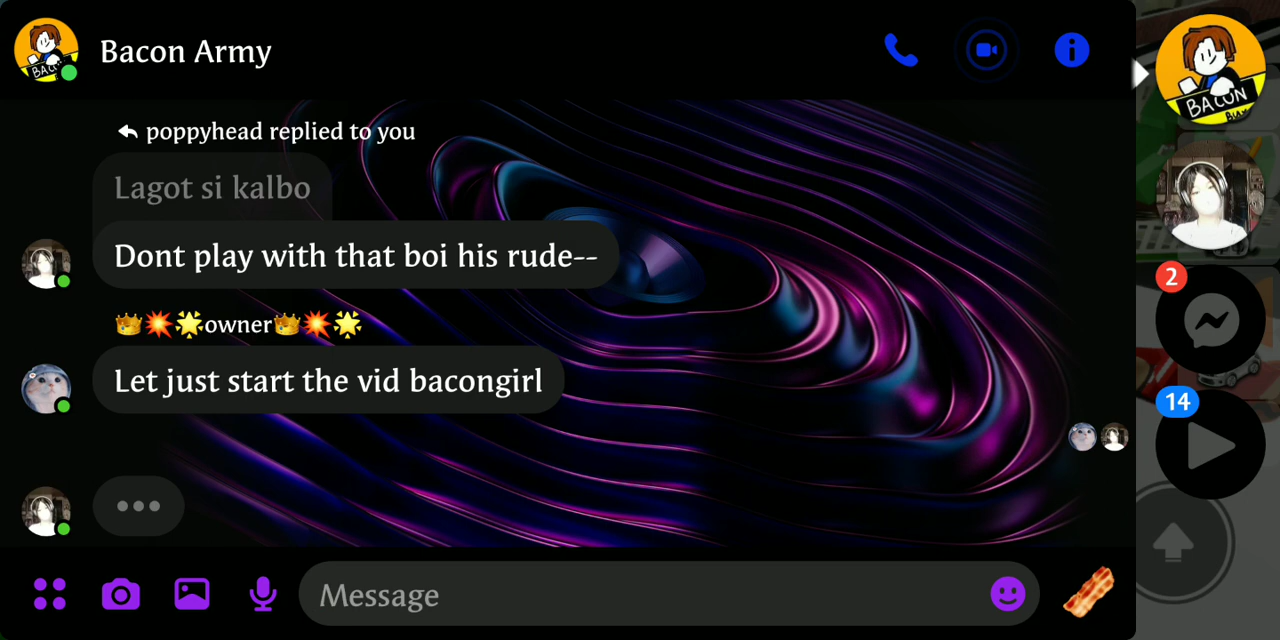 Bacon Army
poppyhead replied to you
Lagot si kalbo
Dont play with that boi his rude--
👑💥🌟owner👑💥🌟
Let just start the vid bacongirl
Message
BACON
2
14